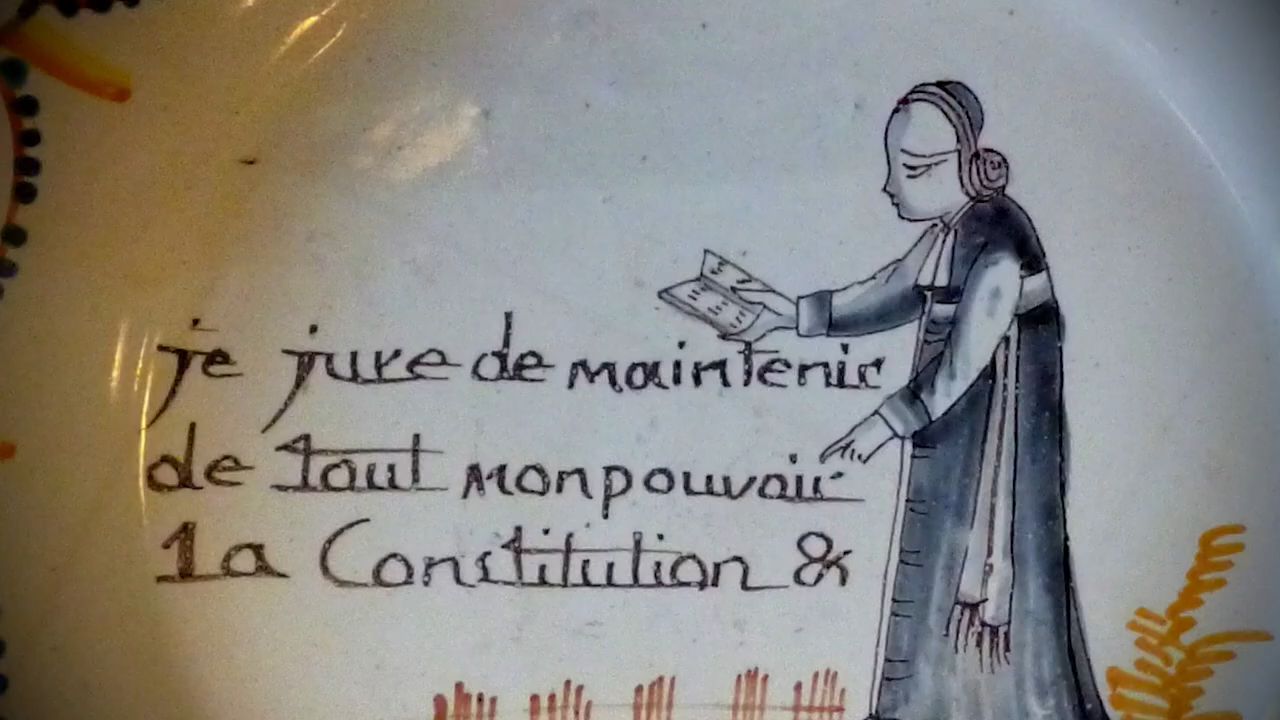 je jure de maintenir
de tout mon pouvoir
la Constitution &